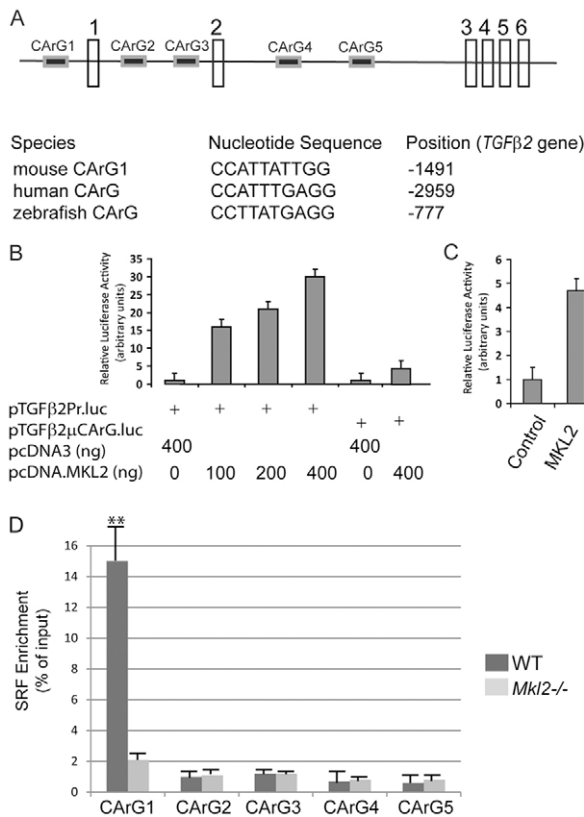 A
1 2 3 4 5 6
CArG1 CArG2 CArG3 CArG4 CArG5
Species Nucleotide Sequence Position (TGFβ2 gene)
mouse CArG1 CCATTATTGG -1491
human CArG CCATTTGAGG -2959
zebrafish CArG CCTTATGAGG -777
B
Relative Luciferase Activity
(arbitrary units)
35
30
25
20
15
10
5
0
pTGFβ2Pr.luc + + + +
pTGFβ2μCArG.luc + +
pcDNA3 (ng) 400 400
pcDNA.MKL2 (ng) 0 100 200 400 0 400
C
Relative Luciferase Activity
(arbitrary units)
6
5
4
3
2
1
0
Control MKL2
D
SRF Enrichment
(% of input)
**
16
14
12
10
8
6
4
2
0
CArG1 CArG2 CArG3 CArG4 CArG5
WT
Mkl2-/-